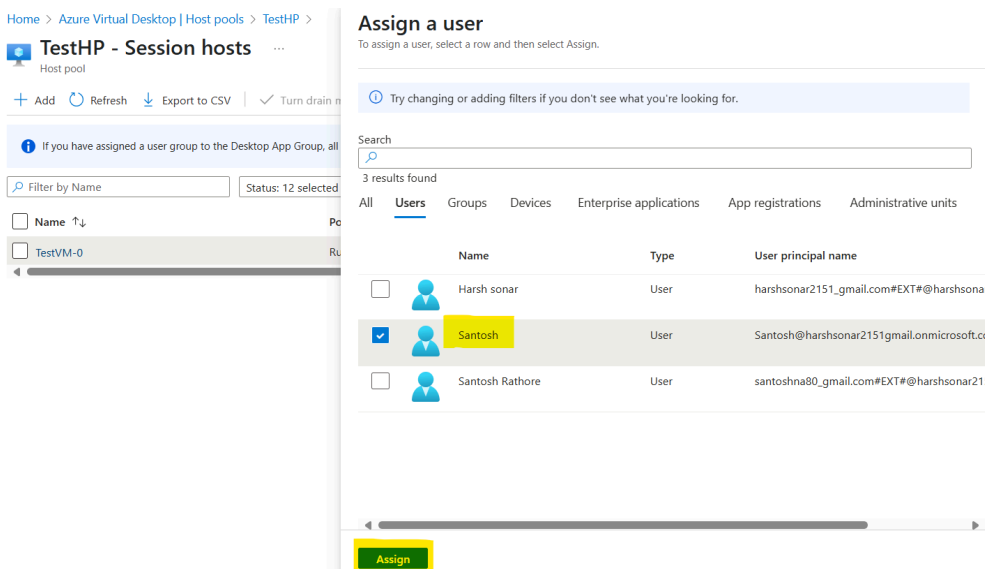 Home > Azure Virtual Desktop | Host pools > TestHP >
TestHP - Session hosts ...
Host pool
Add Refresh Export to CSV Turn drain m
If you have assigned a user group to the Desktop App Group, all
Filter by Name Status: 12 selected
Name ↑↓ Po
TestVM-0 Ru
Assign a user
To assign a user, select a row and then select Assign.
Try changing or adding filters if you don't see what you're looking for.
Search
3 results found
All Users Groups Devices Enterprise applications App registrations Administrative units
Name Type User principal name
Harsh sonar User harshsonar2151_gmail.com#EXT#@harshsona
Santosh User Santosh@harshsonar2151gmail.onmicrosoft.co
Santosh Rathore User santoshna80_gmail.com#EXT#@harshsonar21
Assign